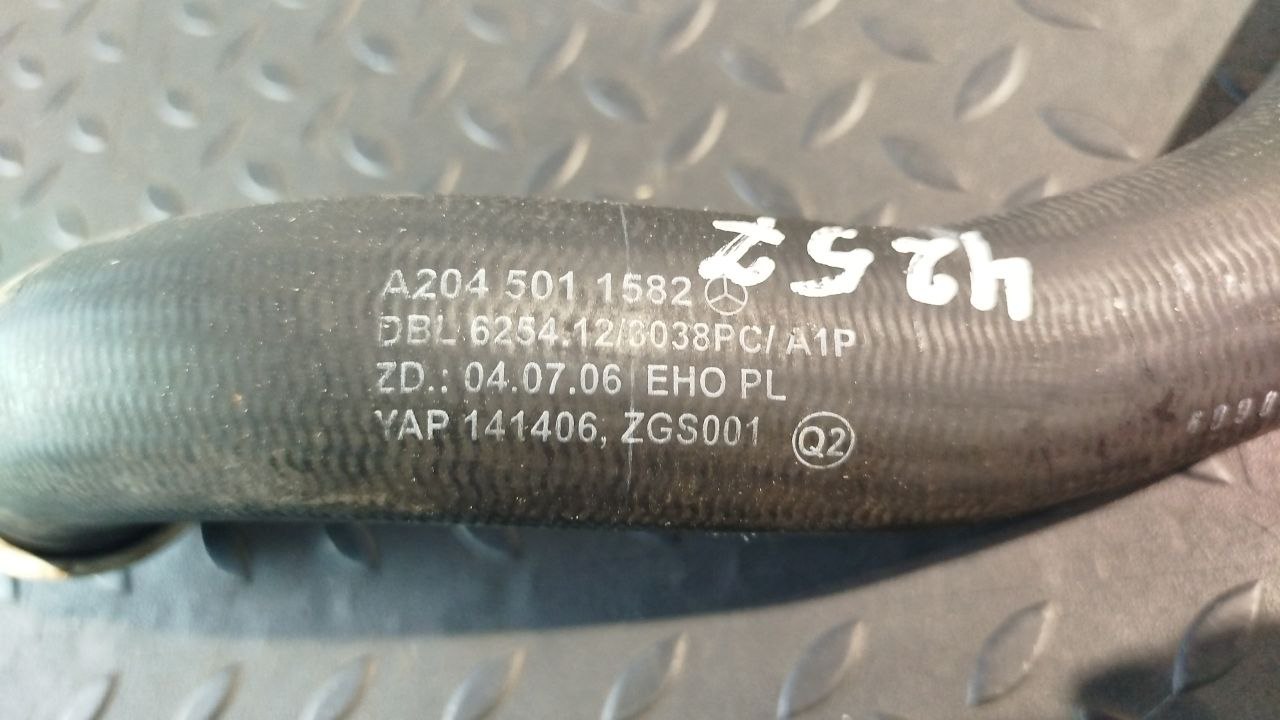 A204 501 1582
DBL 6254.12/3038PC/ A1P
ZD.: 04.07.06 EHO PL
YAP 141406, ZGS001 Q2
4252